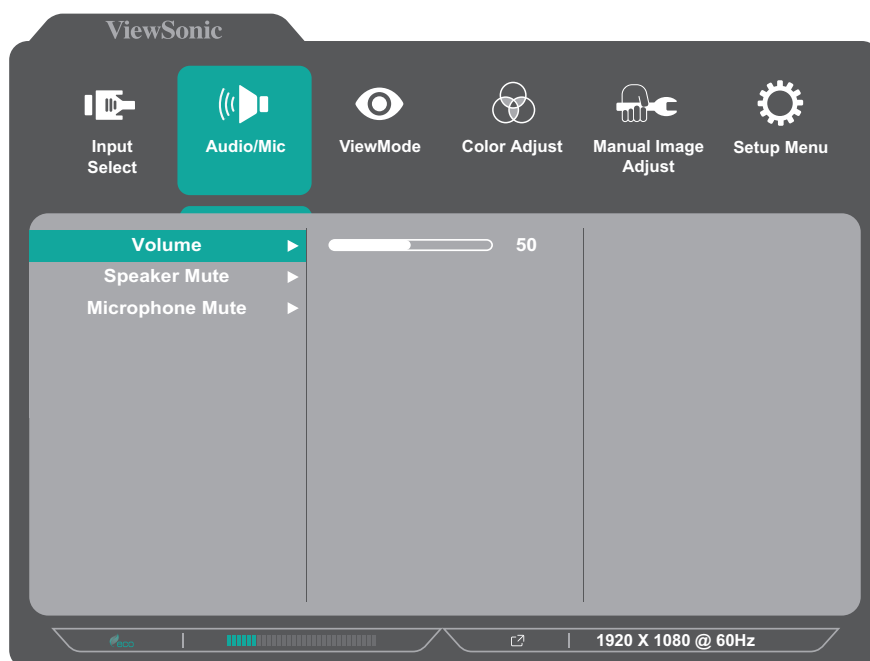 ViewSonic
Input
Select
Audio/Mic
ViewMode
Color Adjust
Manual Image
Adjust
Setup Menu
Volume
50
Speaker Mute
Microphone Mute
eco
1920 X 1080 @ 60Hz